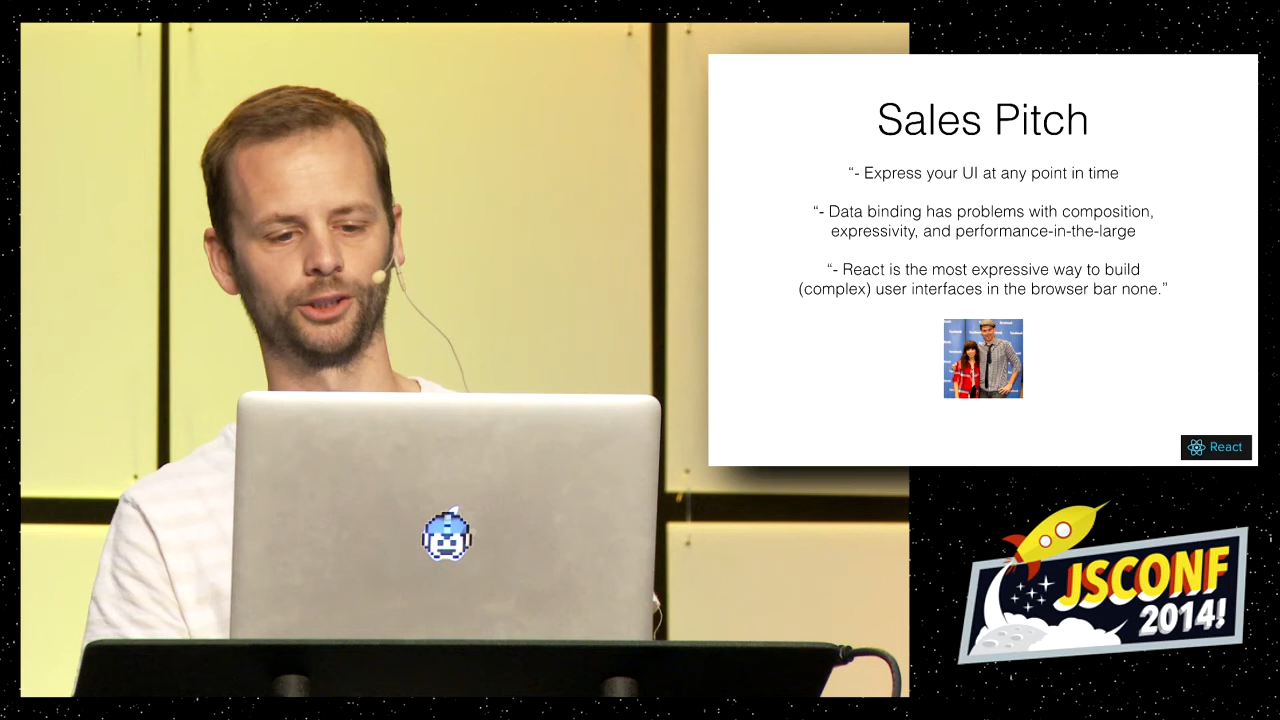 Sales Pitch
“- Express your UI at any point in time
“- Data binding has problems with composition,
expressivity, and performance-in-the-large
“- React is the most expressive way to build
(complex) user interfaces in the browser bar none.”
React
JSCONF
2014!